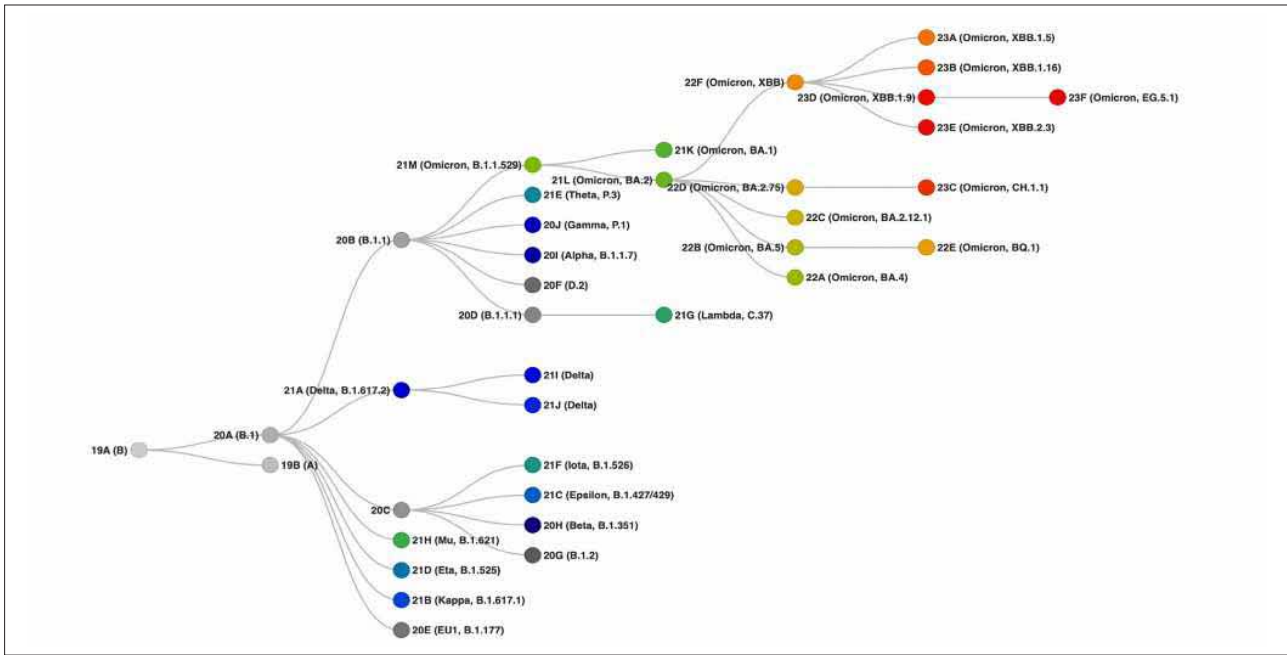 23A (Omicron, XBB.1.5)
23B (Omicron, XBB.1.16)
22F (Omicron, XBB)
23D (Omicron, XBB.1.9)
23F (Omicron, EG.5.1)
23E (Omicron, XBB.2.3)
21K (Omicron, BA.1)
21M (Omicron, B.1.1.529)
21L (Omicron, BA.2)
22D (Omicron, BA.2.75)
23C (Omicron, CH.1.1)
21E (Theta, P.3)
22C (Omicron, BA.2.12.1)
20J (Gamma, P.1)
20B (B.1.1)
22B (Omicron, BA.5)
22E (Omicron, BQ.1)
20I (Alpha, B.1.1.7)
22A (Omicron, BA.4)
20F (D.2)
20D (B.1.1.1)
21G (Lambda, C.37)
21I (Delta)
21A (Delta, B.1.617.2)
21J (Delta)
20A (B.1)
19A (B)
19B (A)
21F (Iota, B.1.526)
21C (Epsilon, B.1.427/429)
20C
20H (Beta, B.1.351)
21H (Mu, B.1.621)
20G (B.1.2)
21D (Eta, B.1.525)
21B (Kappa, B.1.617.1)
20E (EU1, B.1.177)